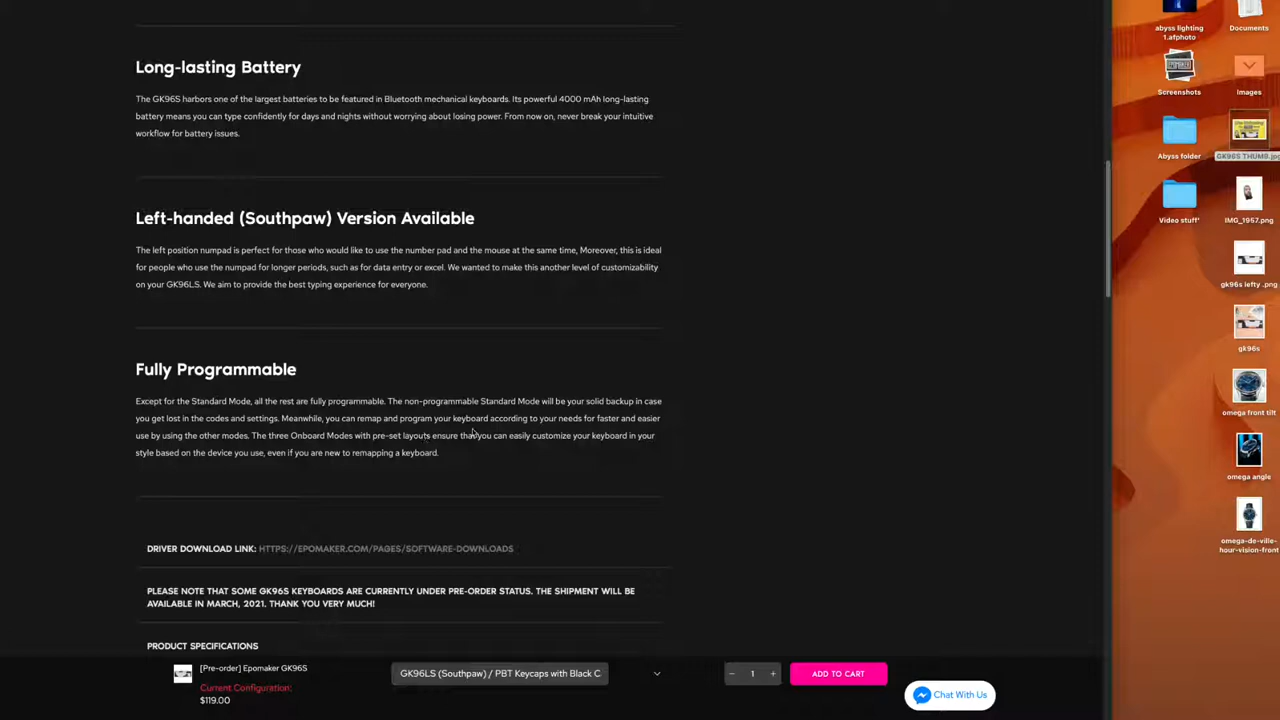 Long-lasting Battery
The GK96S harbors one of the largest batteries to be featured in Bluetooth mechanical keyboards. Its powerful 4000 mAh long-lasting
battery means you can type confidently for days and nights without worrying about losing power. From now on, never break your intuitive
workflow for battery issues.
Left-handed (Southpaw) Version Available
The left position numpad is perfect for those who would like to use the number pad and the mouse at the same time, Moreover, this is ideal
for people who use the numpad for longer periods, such as for data entry or excel. We wanted to make this another level of customizability
on your GK96LS. We aim to provide the best typing experience for everyone.
Fully Programmable
Except for the Standard Mode, all the rest are fully programmable. The non-programmable Standard Mode will be your solid backup in case
you get lost in the codes and settings. Meanwhile, you can remap and program your keyboard according to your needs for faster and easier
use by using the other modes. The three Onboard Modes with pre-set layouts ensure that you can easily customize your keyboard in your
style based on the device you use, even if you are new to remapping a keyboard.
DRIVER DOWNLOAD LINK: HTTPS://EPOMAKER.COM/PAGES/SOFTWARE-DOWNLOADS
PLEASE NOTE THAT SOME GK96S KEYBOARDS ARE CURRENTLY UNDER PRE-ORDER STATUS. THE SHIPMENT WILL BE
AVAILABLE IN MARCH, 2021. THANK YOU VERY MUCH!
PRODUCT SPECIFICATIONS
[Pre-order] Epomaker GK96S
Current Configuration:
$119.00
GK96LS (Southpaw) / PBT Keycaps with Black C
1
ADD TO CART
Chat With Us
abyss lighting
1.afphoto
Documents
Screenshots
Images
Abyss folder
GK96S THUMB.jpg
Video stuff*
IMG_1957.png
gk96s lefty .png
gk96s
omega front tilt
omega angle
omega-de-ville-
hour-vision-front